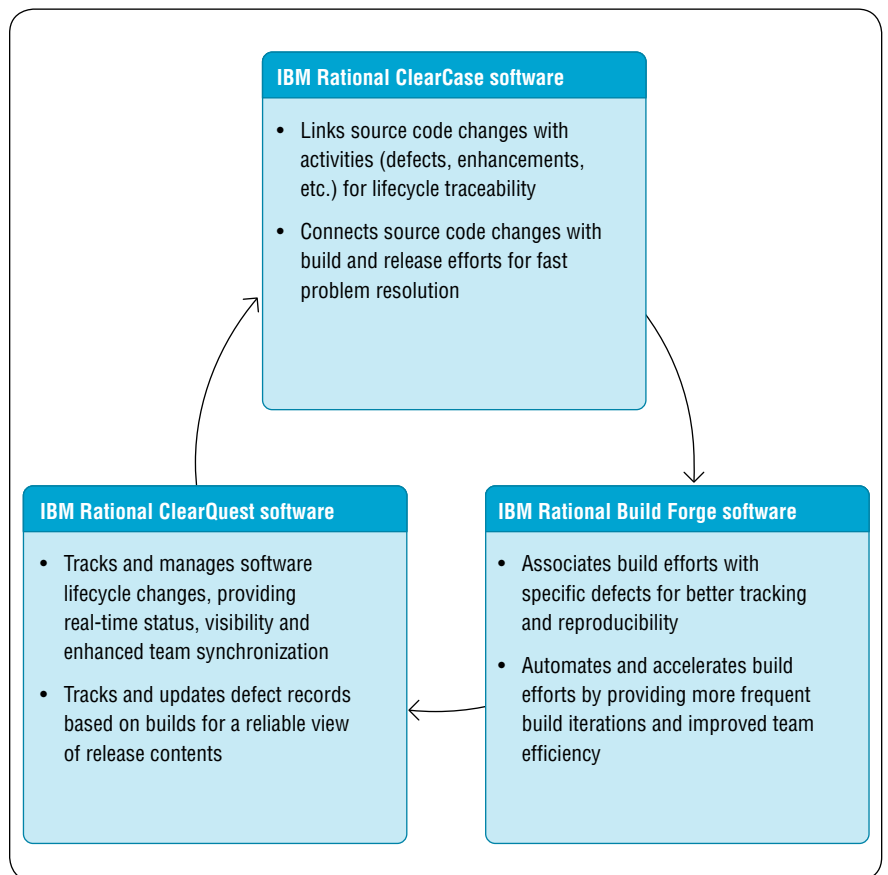 IBM Rational ClearCase software
• Links source code changes with
activities (defects, enhancements,
etc.) for lifecycle traceability
• Connects source code changes with
build and release efforts for fast
problem resolution
IBM Rational ClearQuest software
• Tracks and manages software
lifecycle changes, providing
real-time status, visibility and
enhanced team synchronization
• Tracks and updates defect records
based on builds for a reliable view
of release contents
IBM Rational Build Forge software
• Associates build efforts with
specific defects for better tracking
and reproducibility
• Automates and accelerates build
efforts by providing more frequent
build iterations and improved team
efficiency